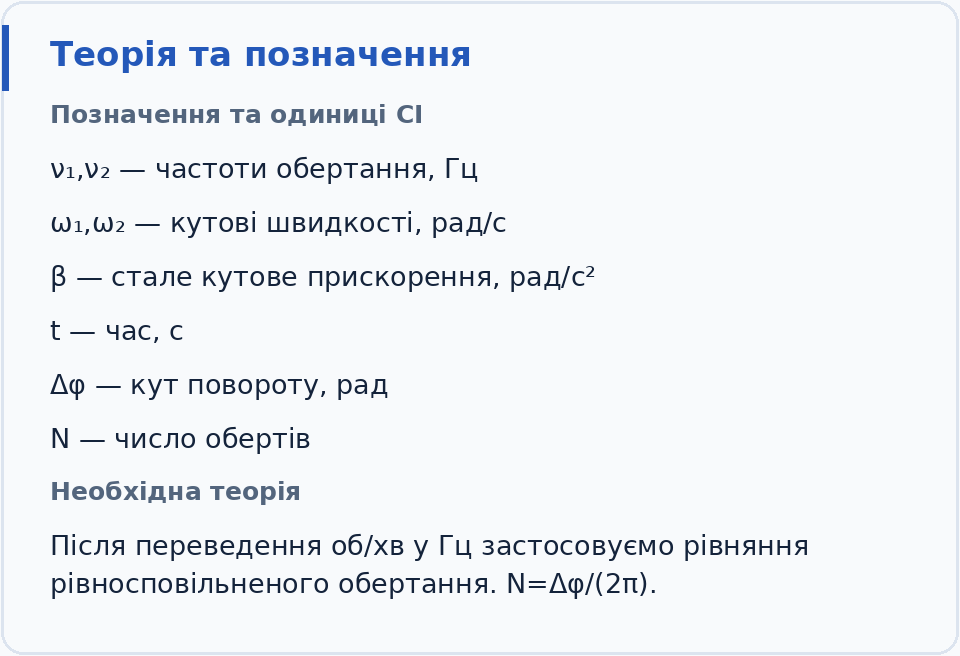 Теорія та позначення
Позначення та одиниці СІ
ν₁,ν₂ — частоти обертання, Гц
ω₁,ω₂ — кутові швидкості, рад/с
β — стале кутове прискорення, рад/с²
t — час, с
Δφ — кут повороту, рад
N — число обертів
Необхідна теорія
Після переведення об/хв у Гц застосовуємо рівняння
рівносповільненого обертання. N=Δφ/(2π).